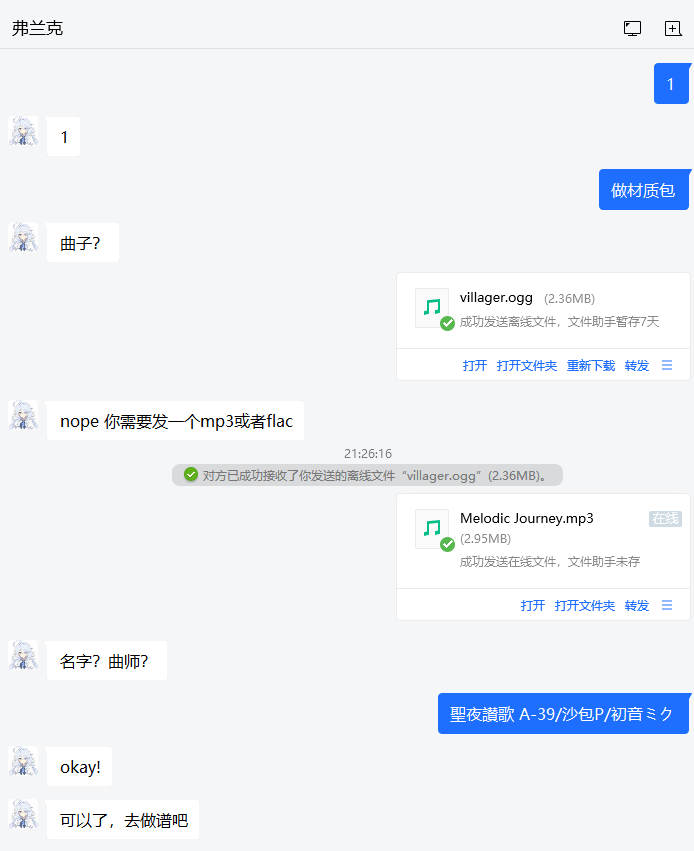 弗兰克
1
1
做材质包
曲子？
villager.ogg (2.36MB)
成功发送离线文件，文件助手暂存7天
打开 打开文件夹 重新下载 转发
nope 你需要发一个mp3或者flac
21:26:16
对方已成功接收了你发送的离线文件“villager.ogg”(2.36MB)。
Melodic Journey.mp3 在线
(2.95MB)
成功发送在线文件，文件助手未存
打开 打开文件夹 转发
名字？曲师？
聖夜讃歌 A-39/沙包P/初音ミク
okay!
可以了，去做谱吧